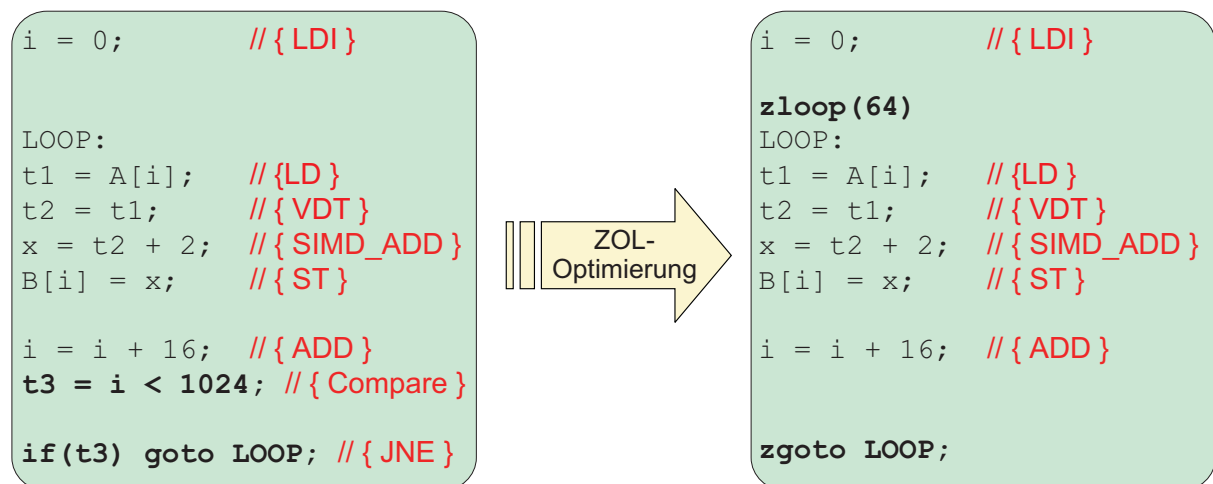 i = 0; // { LDI }
LOOP:
t1 = A[i]; // {LD }
t2 = t1; // { VDT }
x = t2 + 2; // { SIMD_ADD }
B[i] = x; // { ST }
i = i + 16; // { ADD }
t3 = i < 1024; // { Compare }
if(t3) goto LOOP; // { JNE }
ZOL-
Optimierung
i = 0; // { LDI }
zloop(64)
LOOP:
t1 = A[i]; // {LD }
t2 = t1; // { VDT }
x = t2 + 2; // { SIMD_ADD }
B[i] = x; // { ST }
i = i + 16; // { ADD }
zgoto LOOP;